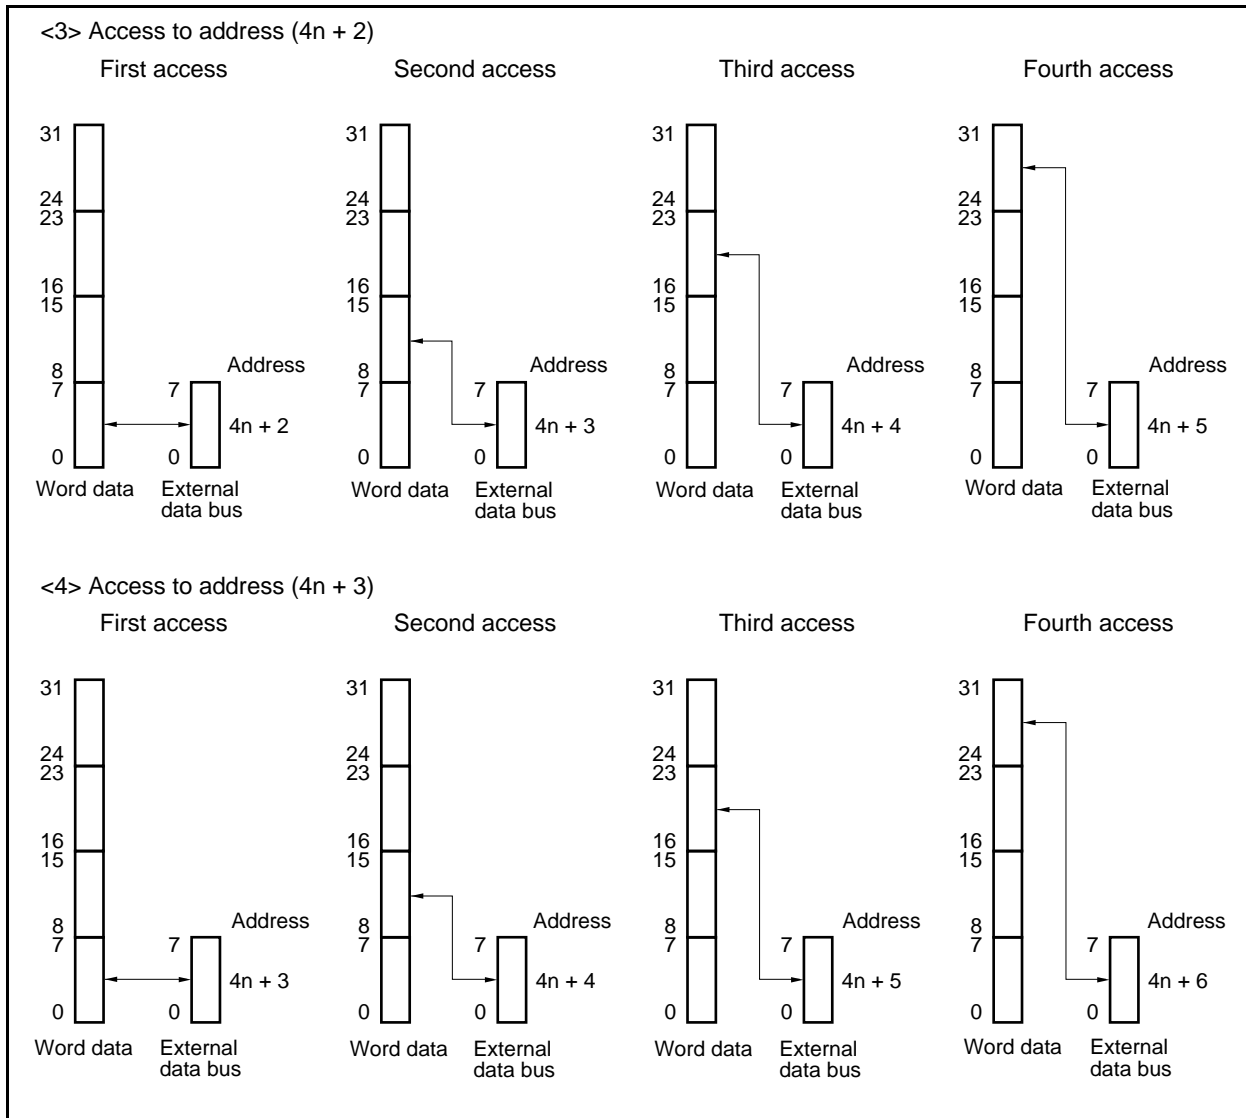 <3> Access to address (4n + 2)
First access
Second access
Third access
Fourth access
31
24
23
16
15
8
7
0
Word data
7
0
Address
4n + 2
External
data bus
31
24
23
16
15
8
7
0
Word data
7
0
Address
4n + 3
External
data bus
31
24
23
16
15
8
7
0
Word data
7
0
Address
4n + 4
External
data bus
31
24
23
16
15
8
7
0
Word data
7
0
Address
4n + 5
External
data bus
<4> Access to address (4n + 3)
First access
Second access
Third access
Fourth access
31
24
23
16
15
8
7
0
Word data
7
0
Address
4n + 3
External
data bus
31
24
23
16
15
8
7
0
Word data
7
0
Address
4n + 4
External
data bus
31
24
23
16
15
8
7
0
Word data
7
0
Address
4n + 5
External
data bus
31
24
23
16
15
8
7
0
Word data
7
0
Address
4n + 6
External
data bus